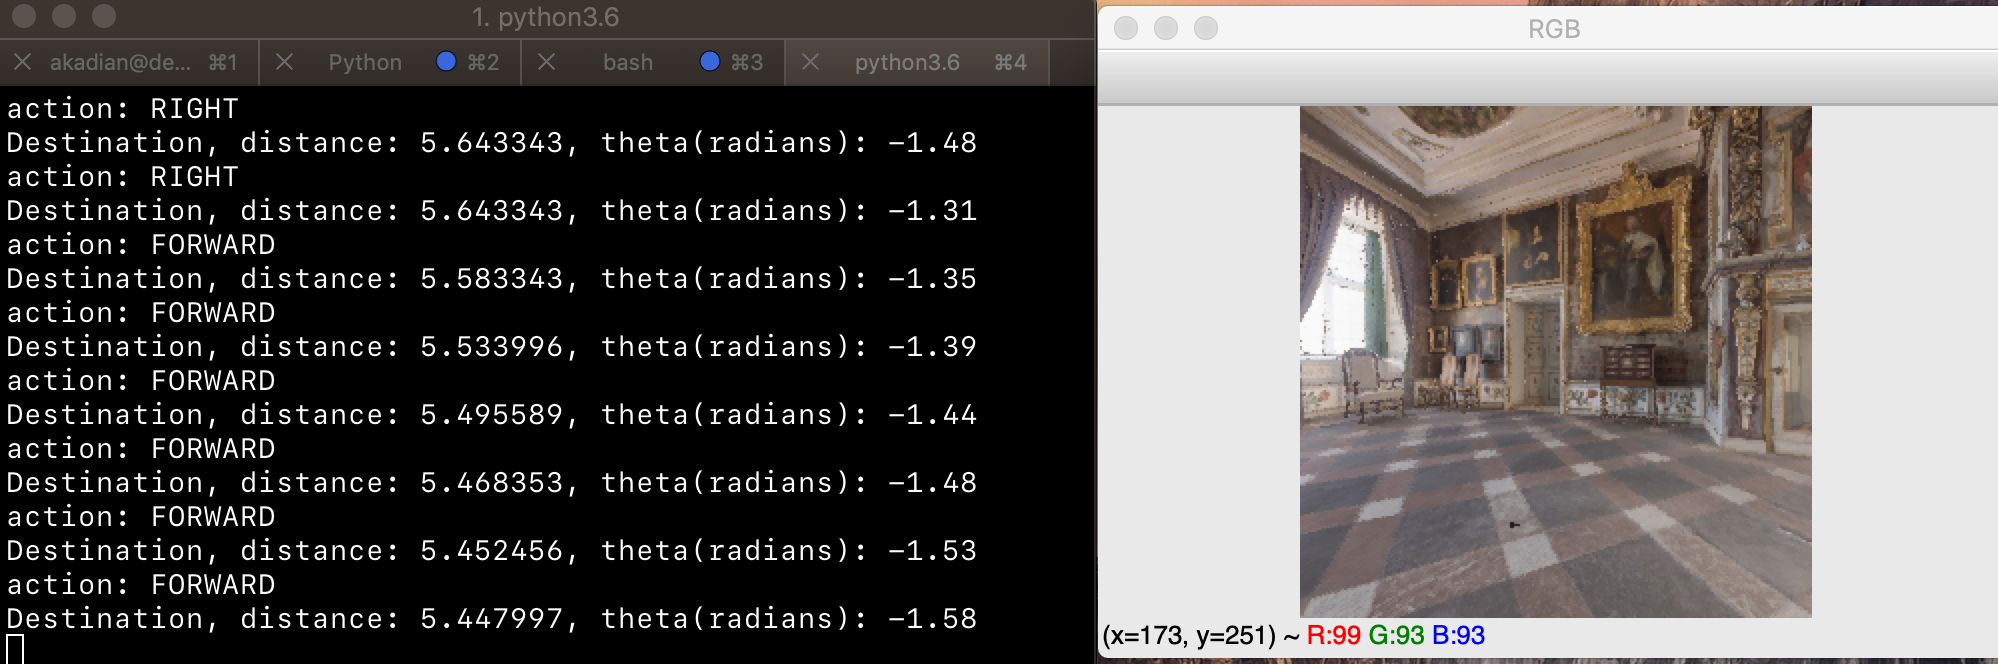 1. python3.6
akadian@de... ⌘1
Python ⌘2
bash ⌘3
python3.6 ⌘4
action: RIGHT
Destination, distance: 5.643343, theta(radians): -1.48
action: RIGHT
Destination, distance: 5.643343, theta(radians): -1.31
action: FORWARD
Destination, distance: 5.583343, theta(radians): -1.35
action: FORWARD
Destination, distance: 5.533996, theta(radians): -1.39
action: FORWARD
Destination, distance: 5.495589, theta(radians): -1.44
action: FORWARD
Destination, distance: 5.468353, theta(radians): -1.48
action: FORWARD
Destination, distance: 5.452456, theta(radians): -1.53
action: FORWARD
Destination, distance: 5.447997, theta(radians): -1.58
RGB
(x=173, y=251) ~ R:99 G:93 B:93